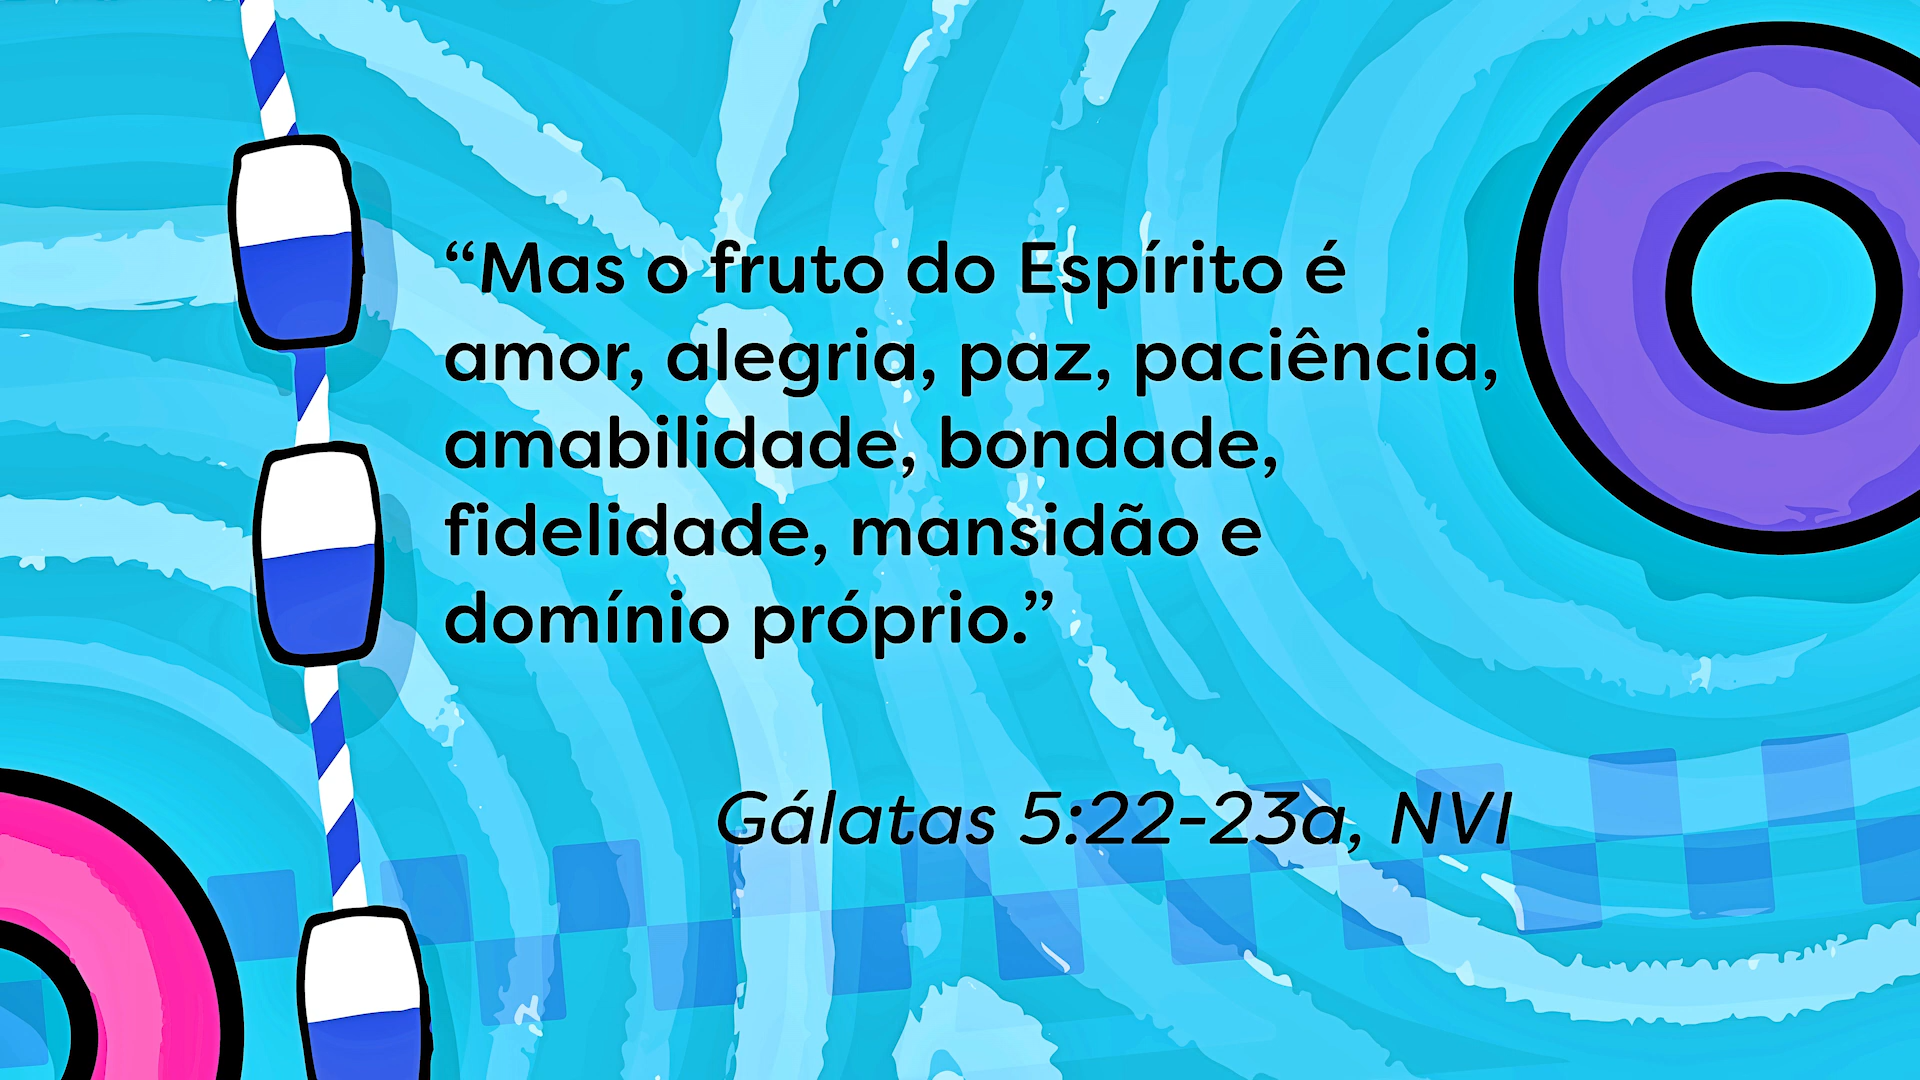 “Mas o fruto do Espírito é
amor, alegria, paz, paciência,
amabilidade, bondade,
fidelidade, mansidão e
domínio próprio.”
Gálatas 5:22-23a, NVI